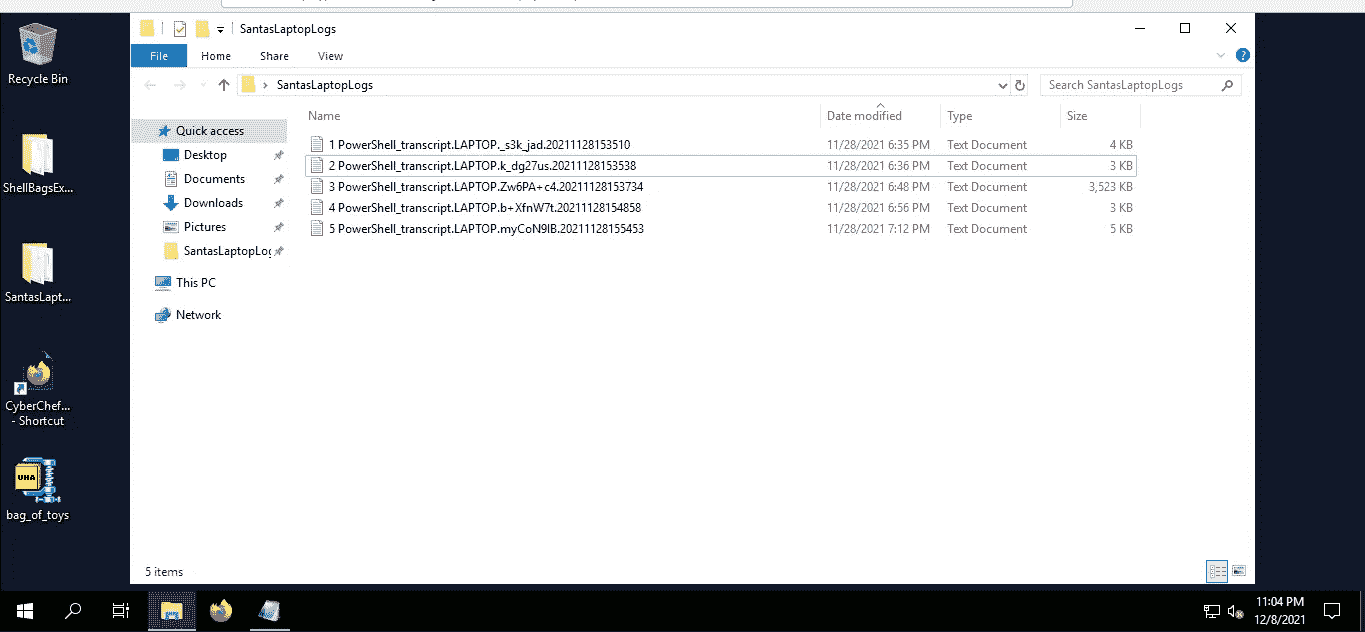 SantasLaptopLogs
File Home Share View
SantasLaptopLogs
Search SantasLaptopLogs
Recycle Bin
ShellBagsEx...
SantasLapt...
CyberChef...
- Shortcut
UHA
bag_of_toys
Quick access
Desktop
Documents
Downloads
Pictures
SantasLaptopLo
This PC
Network
Name Date modified Type Size
1 PowerShell_transcript.LAPTOP._s3k_jad.20211128153510 11/28/2021 6:35 PM Text Document 4 KB
2 PowerShell_transcript.LAPTOP.k_dg27us.20211128153538 11/28/2021 6:36 PM Text Document 3 KB
3 PowerShell_transcript.LAPTOP.Zw6PA+c4.20211128153734 11/28/2021 6:48 PM Text Document 3,523 KB
4 PowerShell_transcript.LAPTOP.b+XfnW7t.20211128154858 11/28/2021 6:56 PM Text Document 3 KB
5 PowerShell_transcript.LAPTOP.myCoN9IB.20211128155453 11/28/2021 7:12 PM Text Document 5 KB
5 items
11:04 PM
12/8/2021